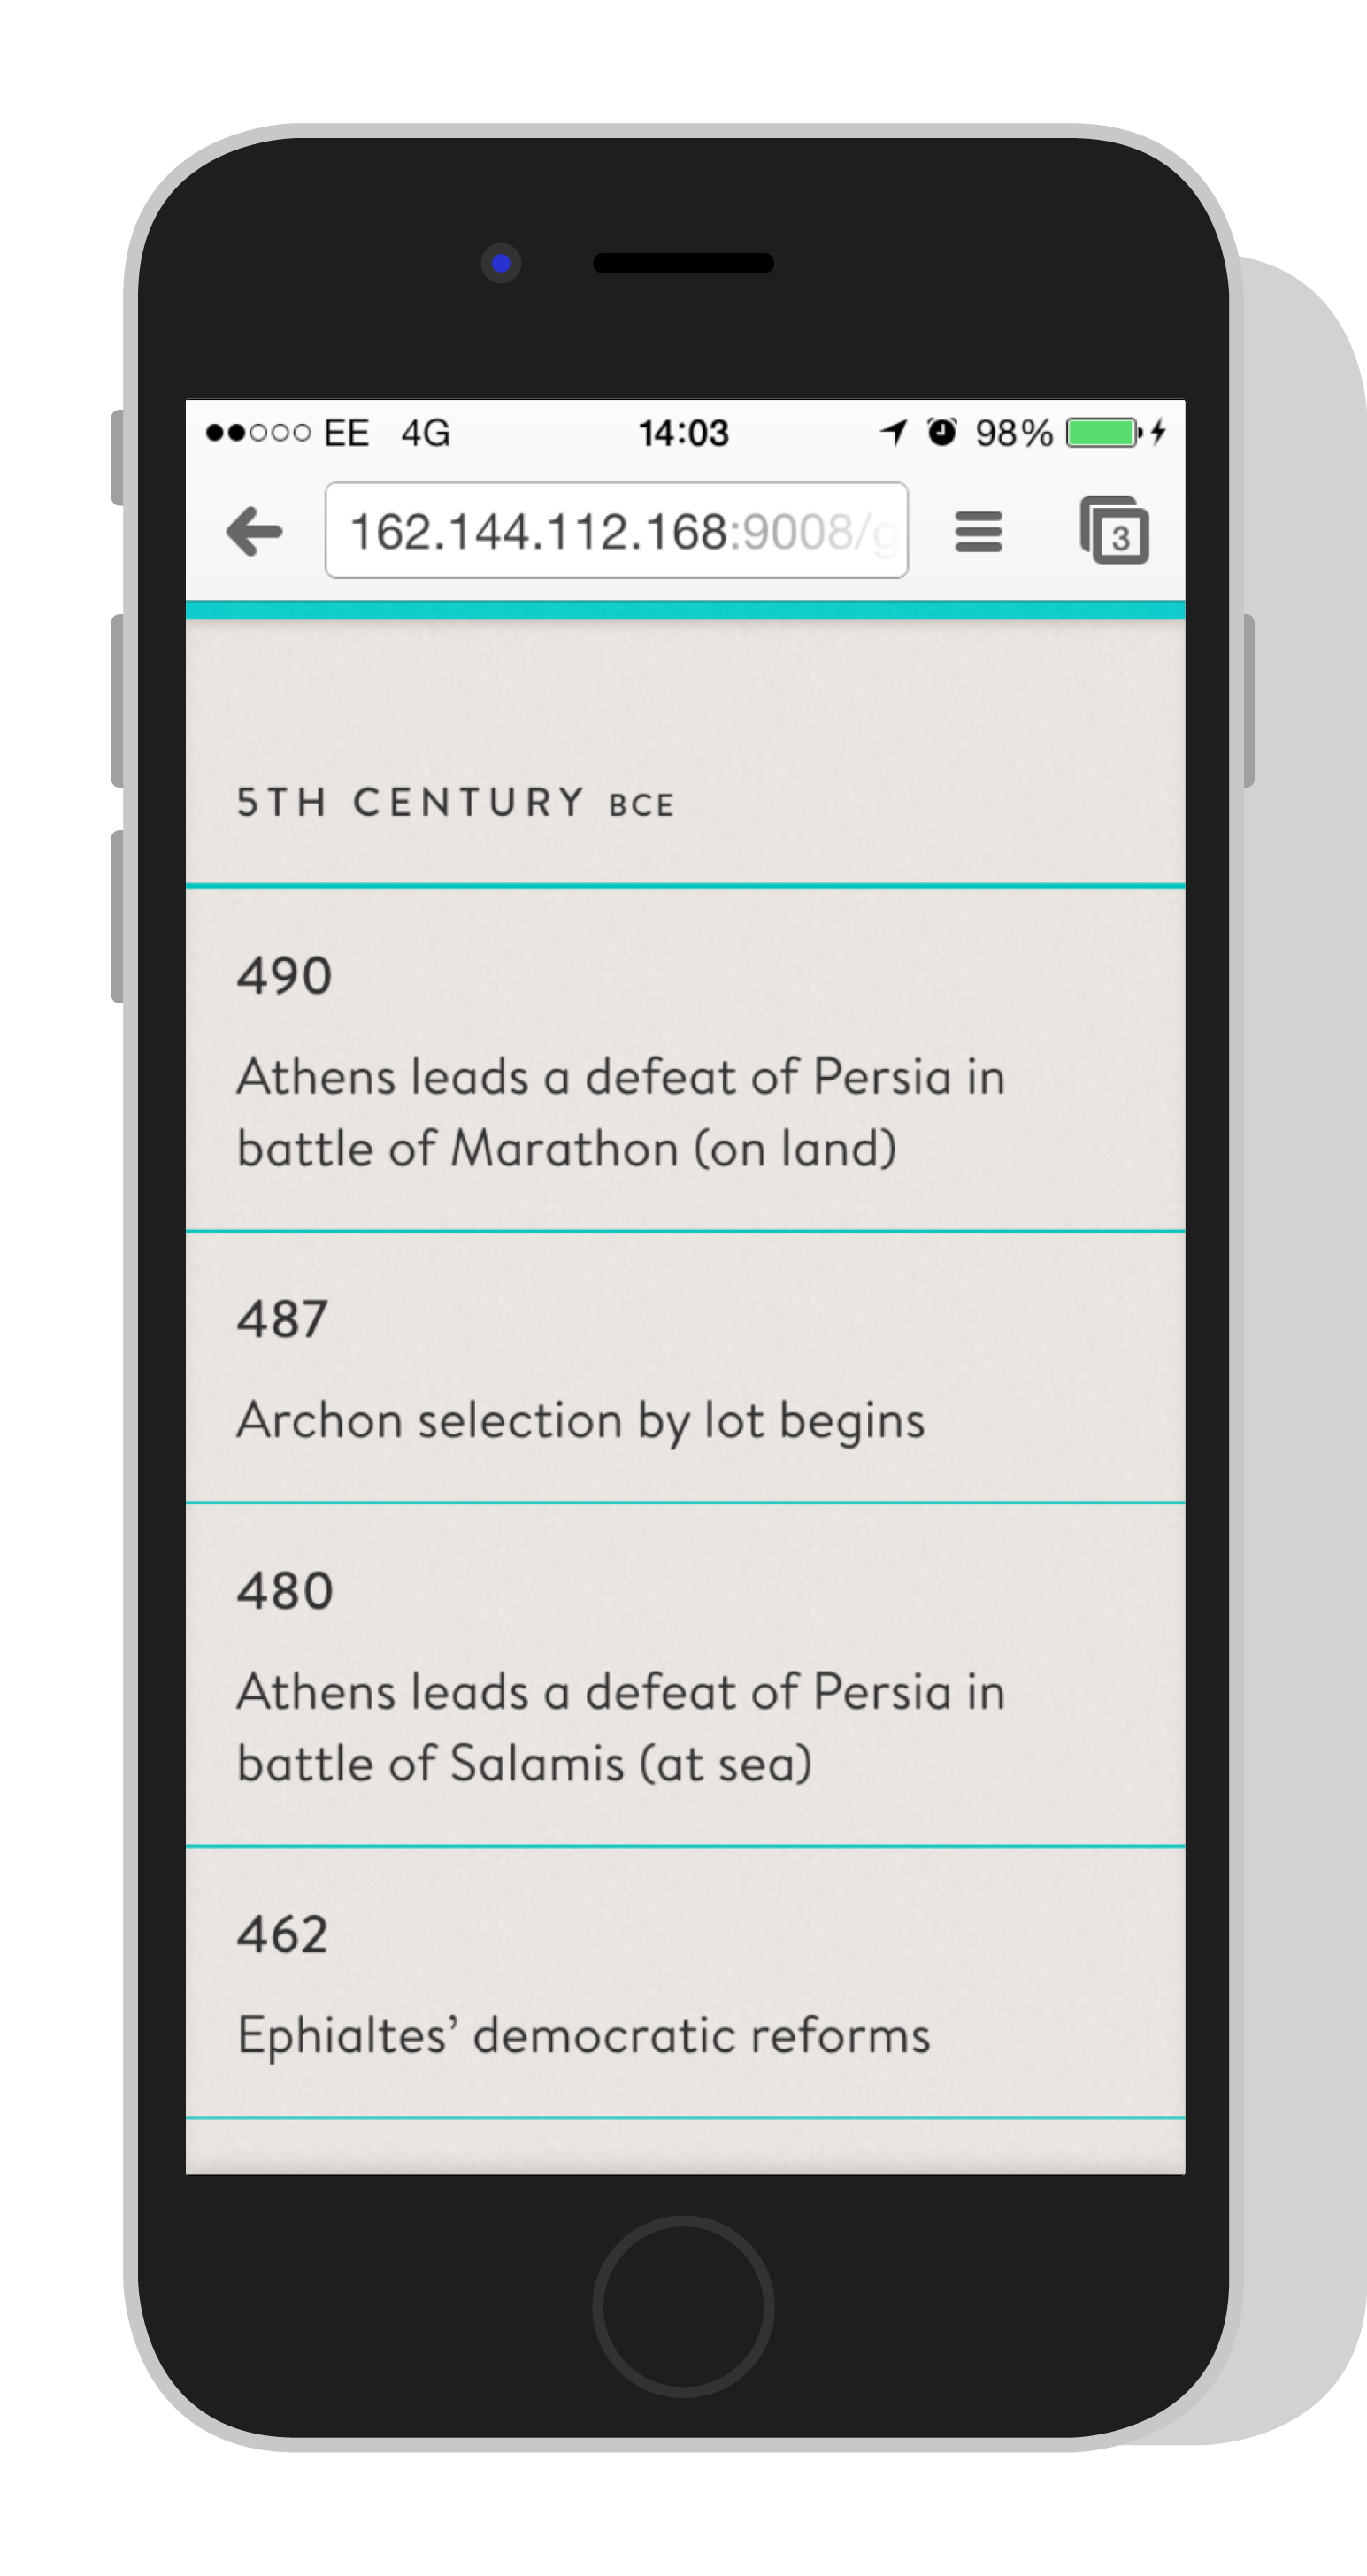 EE 4G 14:03 98%
162.144.112.168:9008/g
3
5TH CENTURY BCE
490
Athens leads a defeat of Persia in
battle of Marathon (on land)
487
Archon selection by lot begins
480
Athens leads a defeat of Persia in
battle of Salamis (at sea)
462
Ephialtes’ democratic reforms